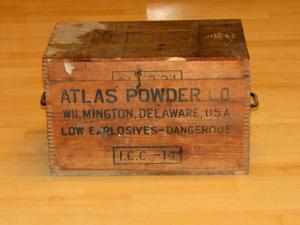 ATLAS POWDER CO
WILMINGTON, DELAWARE, U.S.A
LOW EXPLOSIVES-DANGEROUS
I.C.C.-14